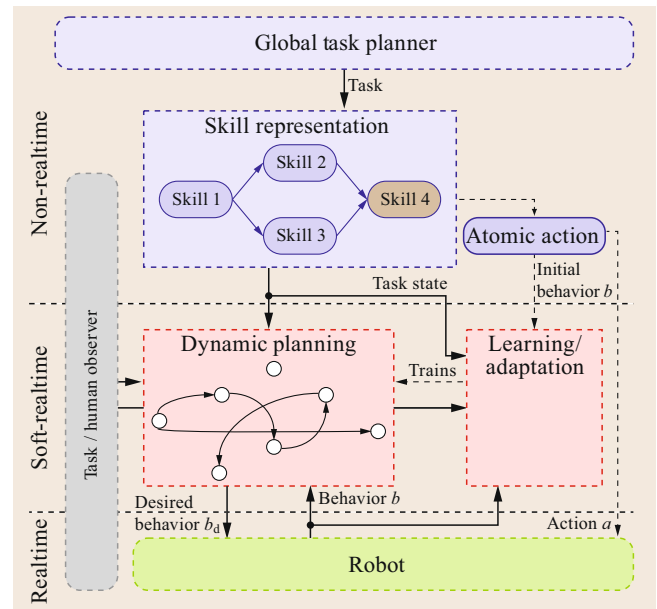 Global task planner
Task
Skill representation
Skill 1
Skill 2
Skill 3
Skill 4
Atomic action
Non-realtime
Initial
behavior b
Task state
Task / human observer
Soft-realtime
Dynamic planning
Trains
Learning/
adaptation
Desired
behavior bd
Behavior b
Action a
Realtime
Robot